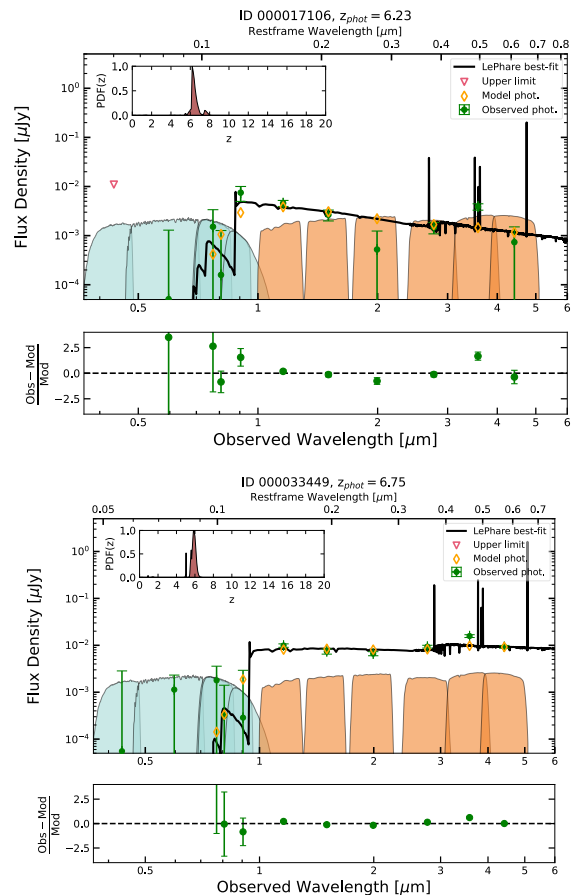 ID 000017106, z_phot = 6.23
Restframe Wavelength [μm]
0.1 0.2 0.3 0.4 0.5 0.6 0.7 0.8
LePhare best-fit
Upper limit
Model phot.
Observed phot.
PDF(z)
1.0
0.5
0.0
0 2 4 6 8 10 12 14 16 18 20
z
Flux Density [μJy]
10⁰
10⁻¹
10⁻²
10⁻³
10⁻⁴
0.5 1 2 3 4 5 6
Obs − Mod
Mod
2.5
0.0
−2.5
0.5 1 2 3 4 5 6
Observed Wavelength [μm]
ID 000033449, z_phot = 6.75
Restframe Wavelength [μm]
0.05 0.1 0.2 0.3 0.4 0.5 0.6 0.7
LePhare best-fit
Upper limit
Model phot.
Observed phot.
PDF(z)
1.0
0.5
0.0
0 2 4 6 8 10 12 14 16 18 20
z
Flux Density [μJy]
10⁰
10⁻¹
10⁻²
10⁻³
10⁻⁴
0.5 1 2 3 4 5 6
Obs − Mod
Mod
2.5
0.0
−2.5
0.5 1 2 3 4 5 6
Observed Wavelength [μm]